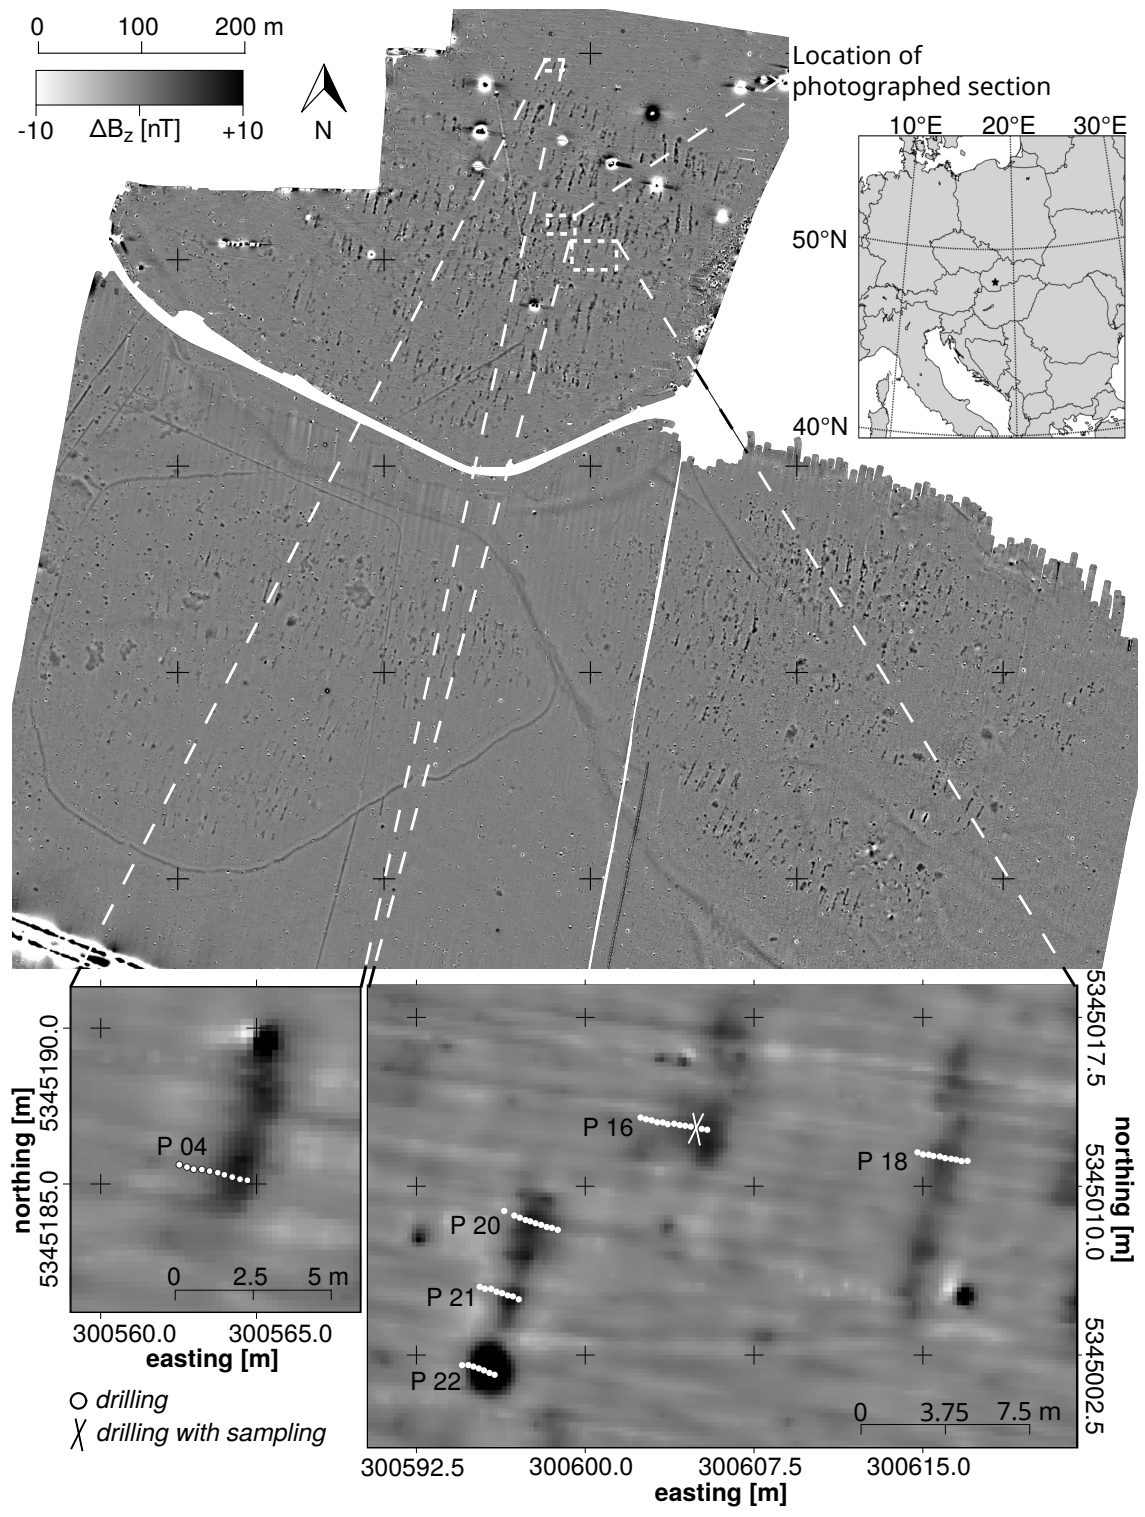 0 100 200 m
-10 ΔBz [nT] +10
N
Location of
photographed section
10°E 20°E 30°E
50°N
40°N
P 04
0 2.5 5 m
5345190.0
5345185.0
northing [m]
300560.0 300565.0
easting [m]
drilling
drilling with sampling
P 16
P 18
P 20
P 21
P 22
0 3.75 7.5 m
5345017.5
5345010.0
5345002.5
northing [m]
300592.5 300600.0 300607.5 300615.0
easting [m]